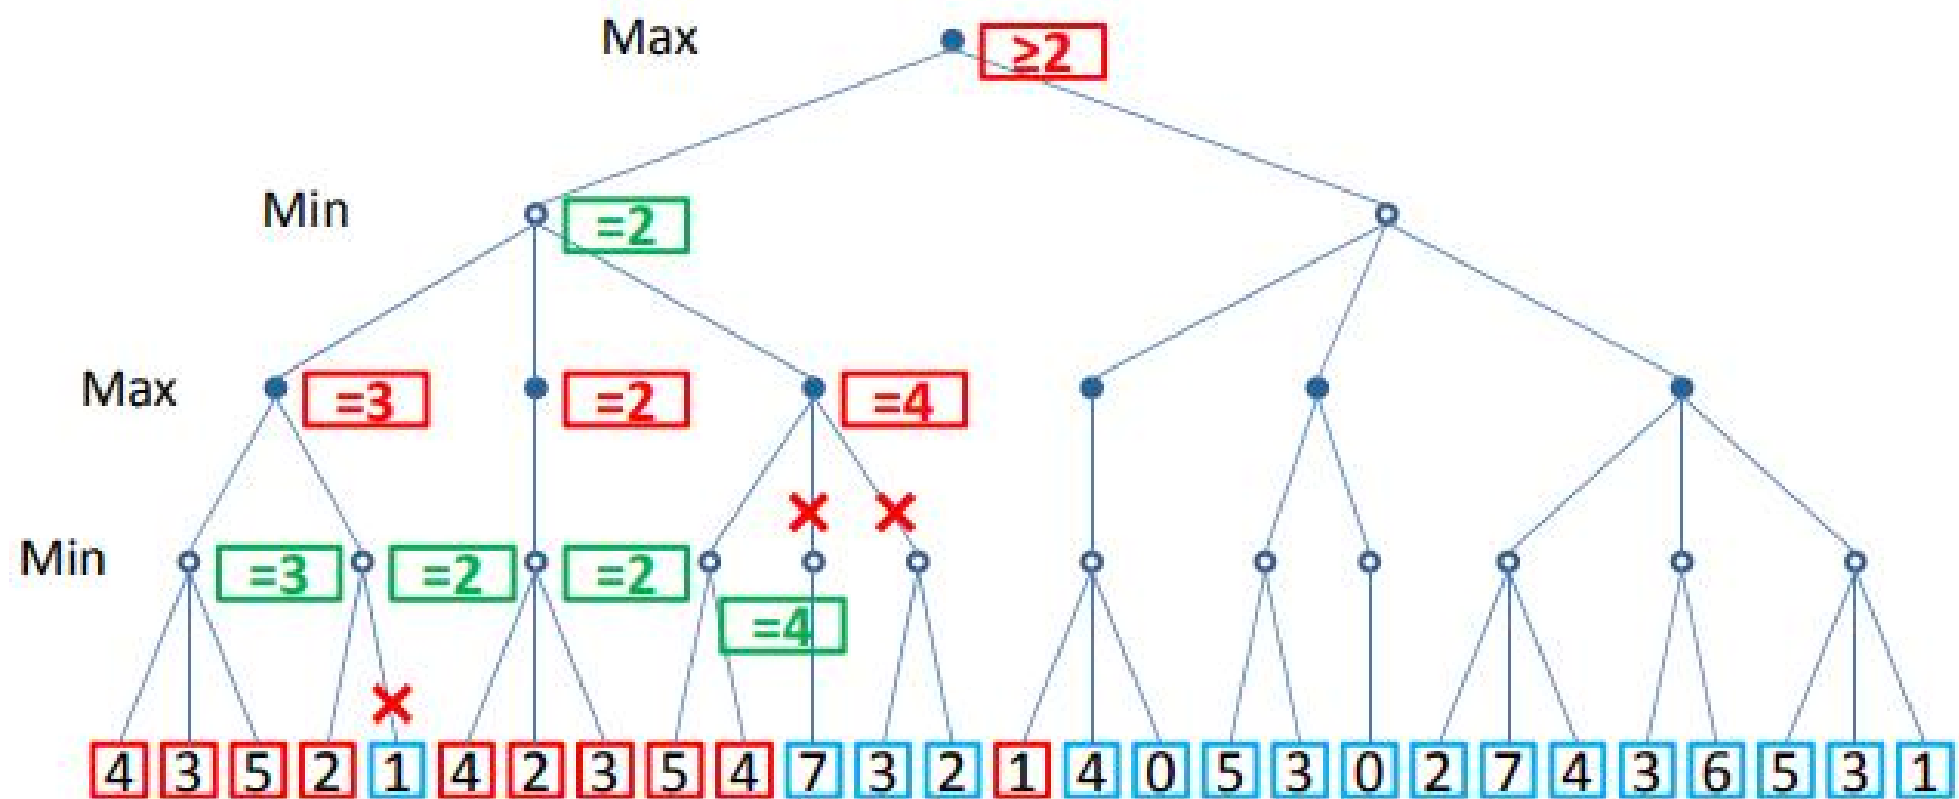 Max ≥2
Min =2
Max =3 =2 =4
Min =3 =2 =2
=4
4 3 5 2 1 4 2 3 5 4 7 3 2 1 4 0 5 3 0 2 7 4 3 6 5 3 1